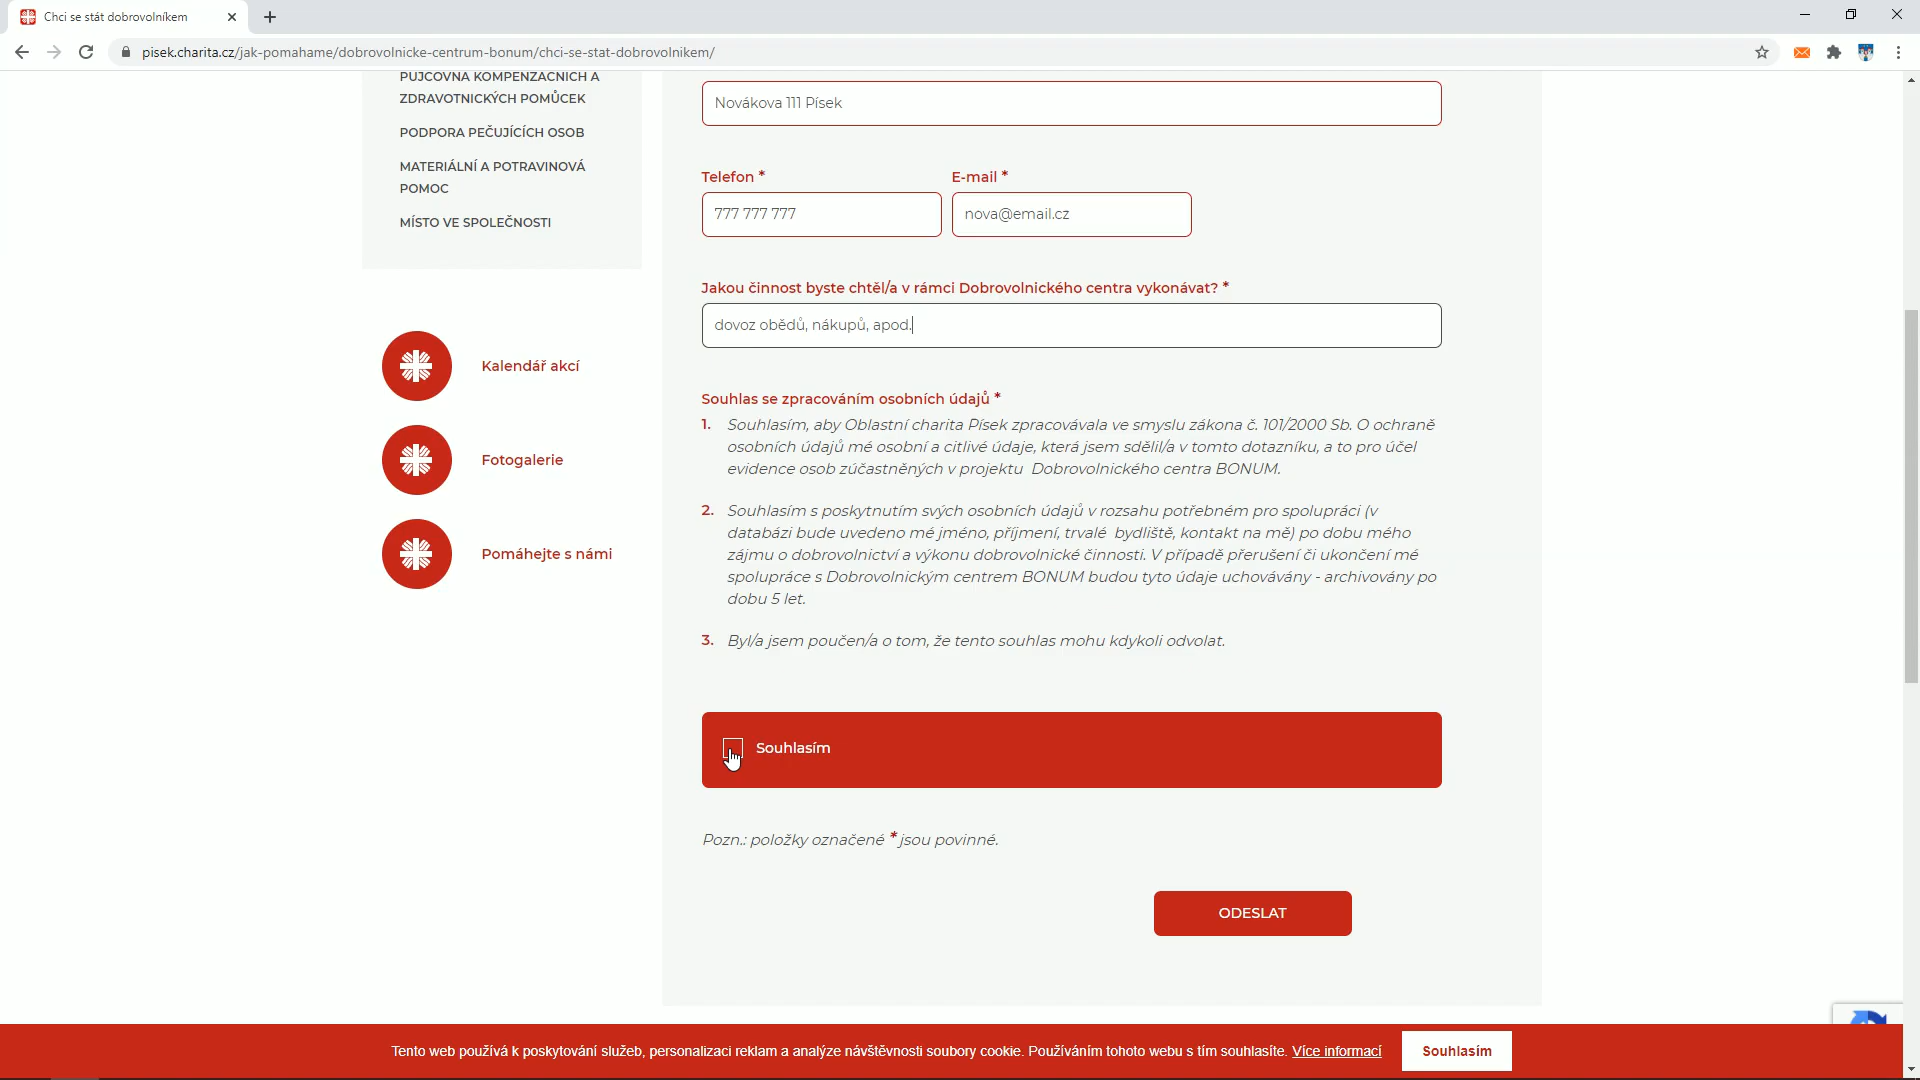 Chci se stát dobrovolníkem
pisek.charita.cz/jak-pomahame/dobrovolnicke-centrum-bonum/chci-se-stat-dobrovolnikem/
PŮJČOVNA KOMPENZAČNÍCH A
ZDRAVOTNICKÝCH POMŮCEK
PODPORA PEČUJÍCÍCH OSOB
MATERIÁLNÍ A POTRAVINOVÁ
POMOC
MÍSTO VE SPOLEČNOSTI
Kalendář akcí
Fotogalerie
Pomáhejte s námi
Novákova 111 Písek
Telefon * E-mail *
777 777 777 nova@email.cz
Jakou činnost byste chtěl/a v rámci Dobrovolnického centra vykonávat? *
dovoz obědů, nákupů, apod.
Souhlas se zpracováním osobních údajů *
1. Souhlasím, aby Oblastní charita Písek zpracovávala ve smyslu zákona č. 101/2000 Sb. O ochraně
osobních údajů mé osobní a citlivé údaje, která jsem sdělil/a v tomto dotazníku, a to pro účel
evidence osob zúčastněných v projektu Dobrovolnického centra BONUM.
2. Souhlasím s poskytnutím svých osobních údajů v rozsahu potřebném pro spolupráci (v
databázi bude uvedeno mé jméno, příjmení, trvalé bydliště, kontakt na mě) po dobu mého
zájmu o dobrovolnictví a výkonu dobrovolnické činnosti. V případě přerušení či ukončení mé
spolupráce s Dobrovolnickým centrem BONUM budou tyto údaje uchovávány - archivovány po
dobu 5 let.
3. Byl/a jsem poučen/a o tom, že tento souhlas mohu kdykoli odvolat.
Souhlasím
Pozn.: položky označené * jsou povinné.
ODESLAT
Tento web používá k poskytování služeb, personalizaci reklam a analýze návštěvnosti soubory cookie. Používáním tohoto webu s tím souhlasíte. Více informací Souhlasím